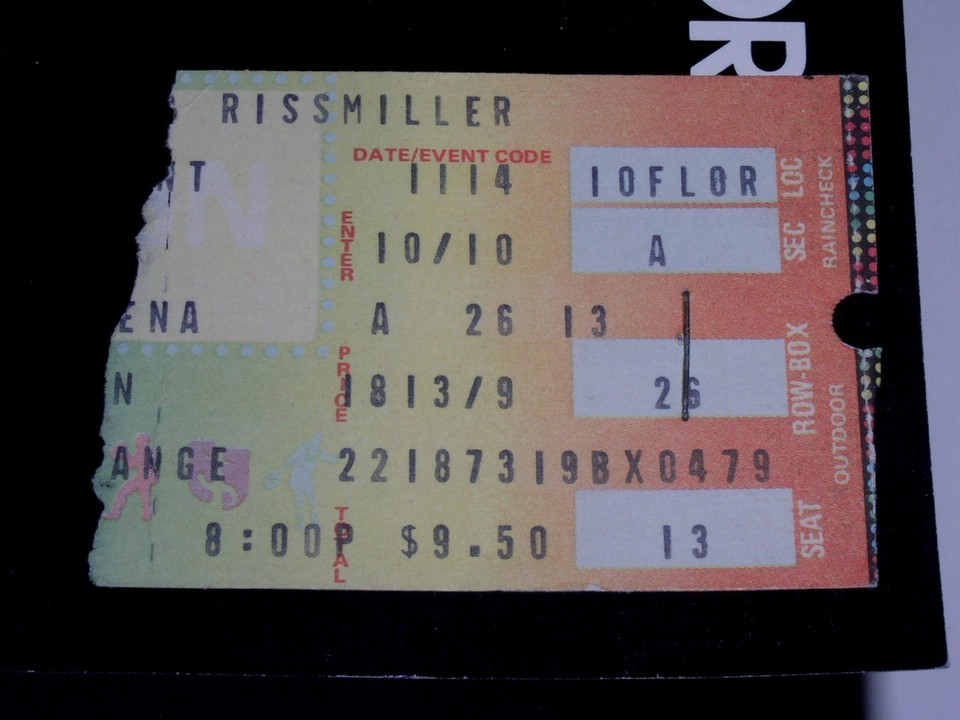 OR
RISSMILLER
DATE/EVENT CODE
NT 1114 10FLOR LOC
N
ENTER 10/10 A SEC
RAINCHECK
ENA A 26 13
PRICE
N 1813/9 26 ROW-BOX
OUTDOOR
ANGE 22187319BX0479
TOTAL
8:00P $9.50 13 SEAT